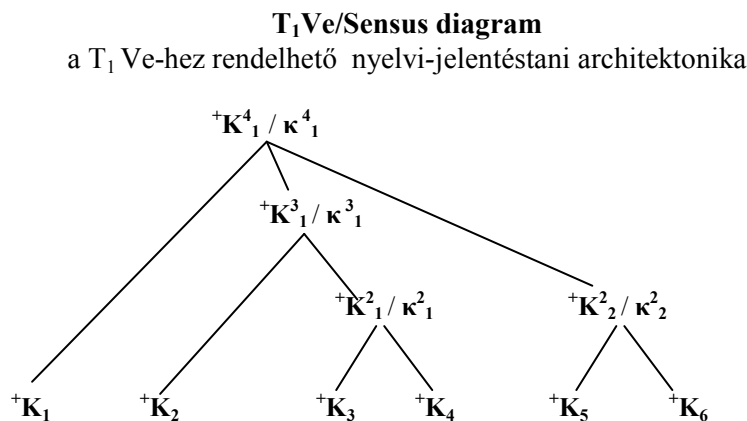 T₁Ve/Sensus diagram
a T₁ Ve-hez rendelhető nyelvi-jelentéstani architektonika
⁺K⁴₁ / κ⁴₁
⁺K³₁ / κ³₁
⁺K²₁ / κ²₁ ⁺K²₂ / κ²₂
⁺K₁ ⁺K₂ ⁺K₃ ⁺K₄ ⁺K₅ ⁺K₆